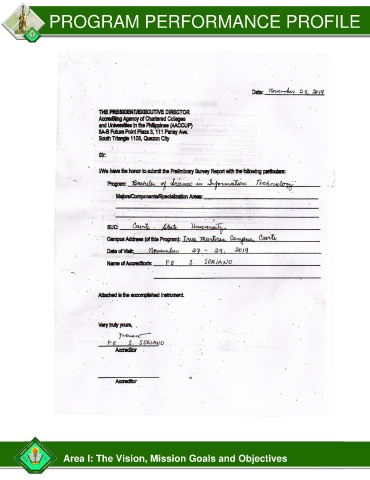 PROGRAM PERFORMANCE PROFILE
Date: November 28, 2019
THE PRESIDENT/EXECUTIVE DIRECTOR
Accrediting Agency of Chartered Colleges
and Universities in the Philippines (AACCUP)
5A-B Future Point Plaza 3, 111 Panay Ave.
South Triangle 1103, Quezon City
Sir:
I/We have the honor to submit the Preliminary Survey Report with the following particulars:
Program: Bachelor of Science in Information Technology
Majors/Components/Specialization Areas:
SUC: Cavite State University
Campus Address (of this Program): Trece Martires Campus, Cavite
Date of Visit: November 27 - 29, 2019
Name of Accreditor/s: FE S. SORIANO
Attached is the accomplished instrument.
Very truly yours,
FE S. SORIANO
Accreditor
Accreditor
Area I: The Vision, Mission Goals and Objectives